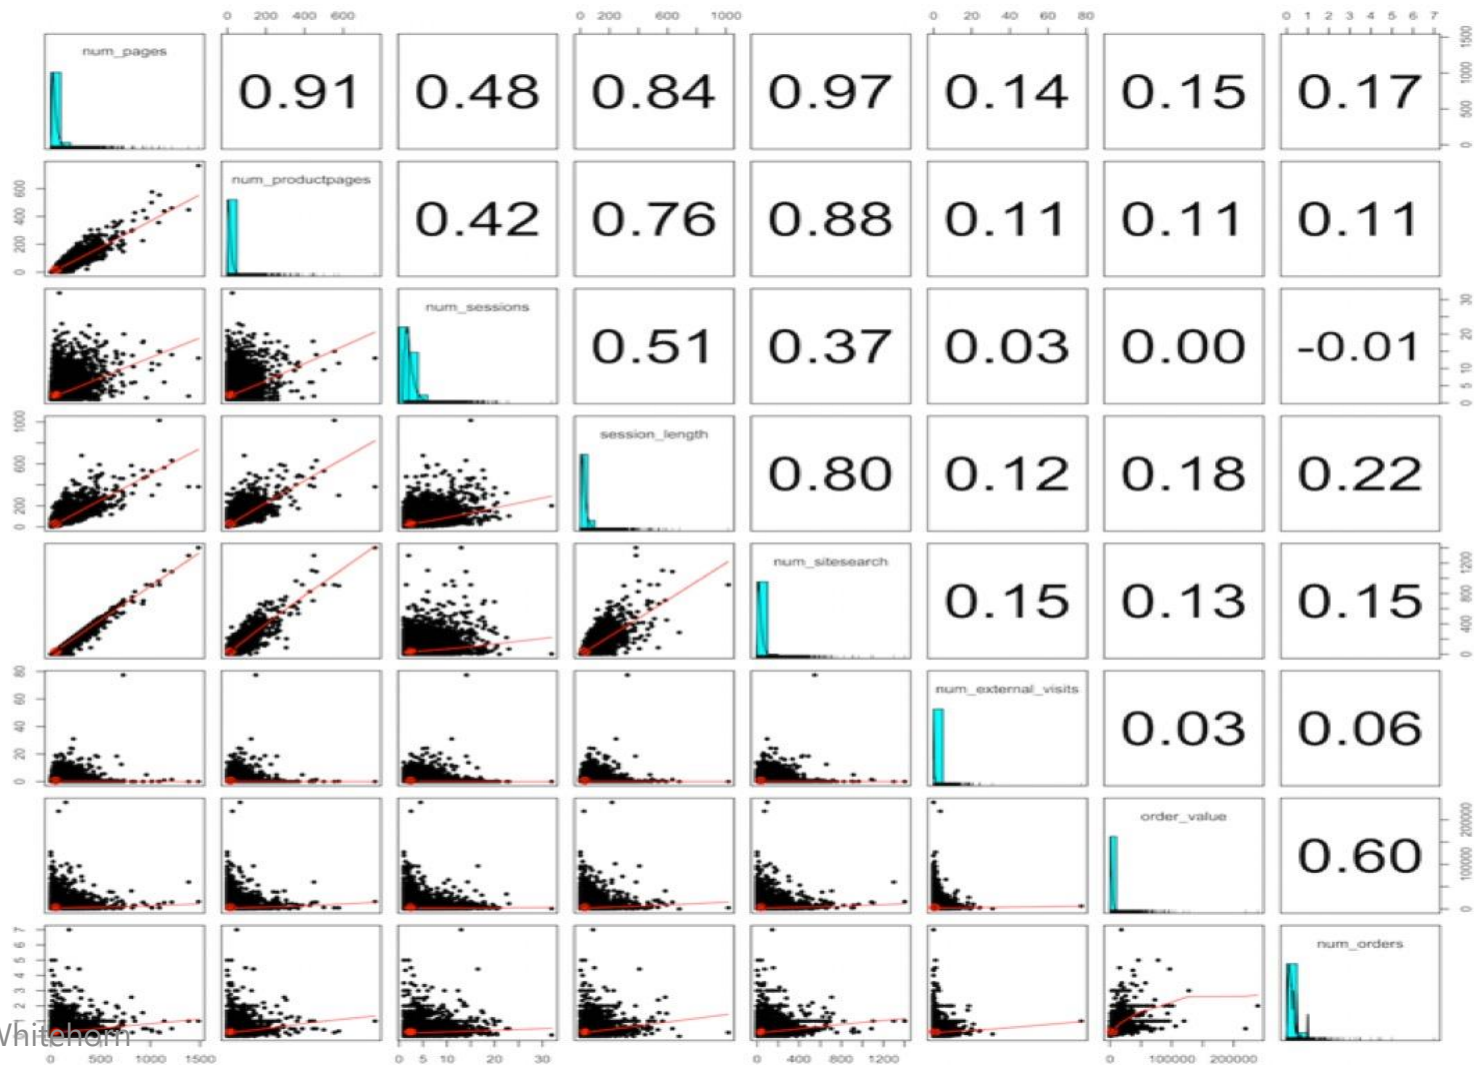 0 200 400 600 0 200 600 1000 0 20 40 60 80 0 1 2 3 4 5 6 7
num_pages 0.91 0.48 0.84 0.97 0.14 0.15 0.17 0 500 1000 1500
0 200 400 600 num_productpages 0.42 0.76 0.88 0.11 0.11 0.11
num_sessions 0.51 0.37 0.03 0.00 -0.01 0 5 10 20 30
0 200 600 1000 session_length 0.80 0.12 0.18 0.22
num_sitesearch 0.15 0.13 0.15 0 400 800 1200
0 20 40 60 80 num_external_visits 0.03 0.06
order_value 0.60 0 100000 200000
1 2 3 4 5 6 7 num_orders
Whitehorn
0 500 1000 1500 0 5 10 20 30 0 400 800 1200 0 100000 200000